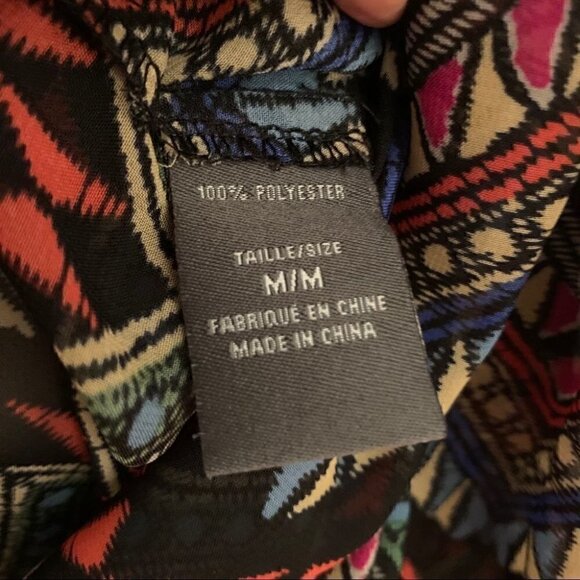 100% POLYESTER
TAILLE/SIZE
M/M
FABRIQUÉ EN CHINE
MADE IN CHINA